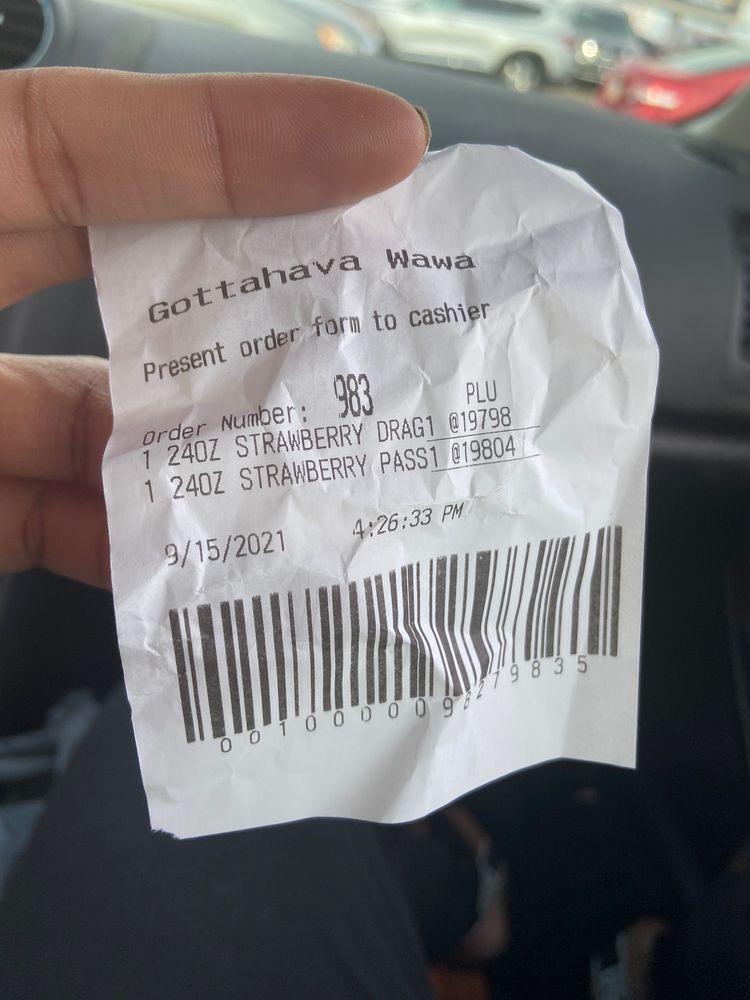 Gottahava Wawa
Present order form to cashier
Order Number: 983 PLU
1 24OZ STRAWBERRY DRAG1 @19798
1 24OZ STRAWBERRY PASS1 @19804
9/15/2021 4:26:33 PM
0010000098279835